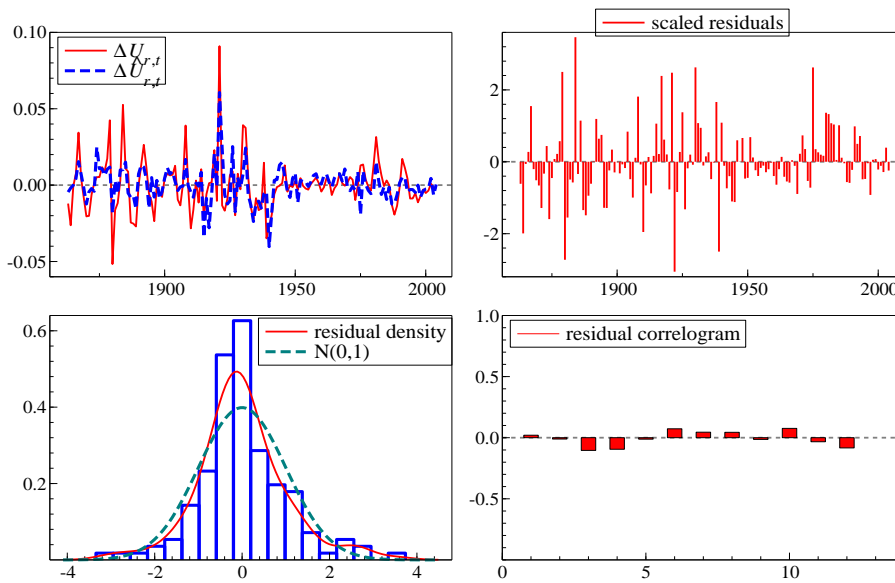 0.10
ΔU_{r,t}
ΔÛ_{r,t}
0.05
0.00
-0.05
1900 1950 2000
scaled residuals
2
0
-2
1900 1950 2000
0.6
residual density
N(0,1)
0.4
0.2
-4 -2 0 2 4
1.0
residual correlogram
0.5
0.0
-0.5
0 5 10